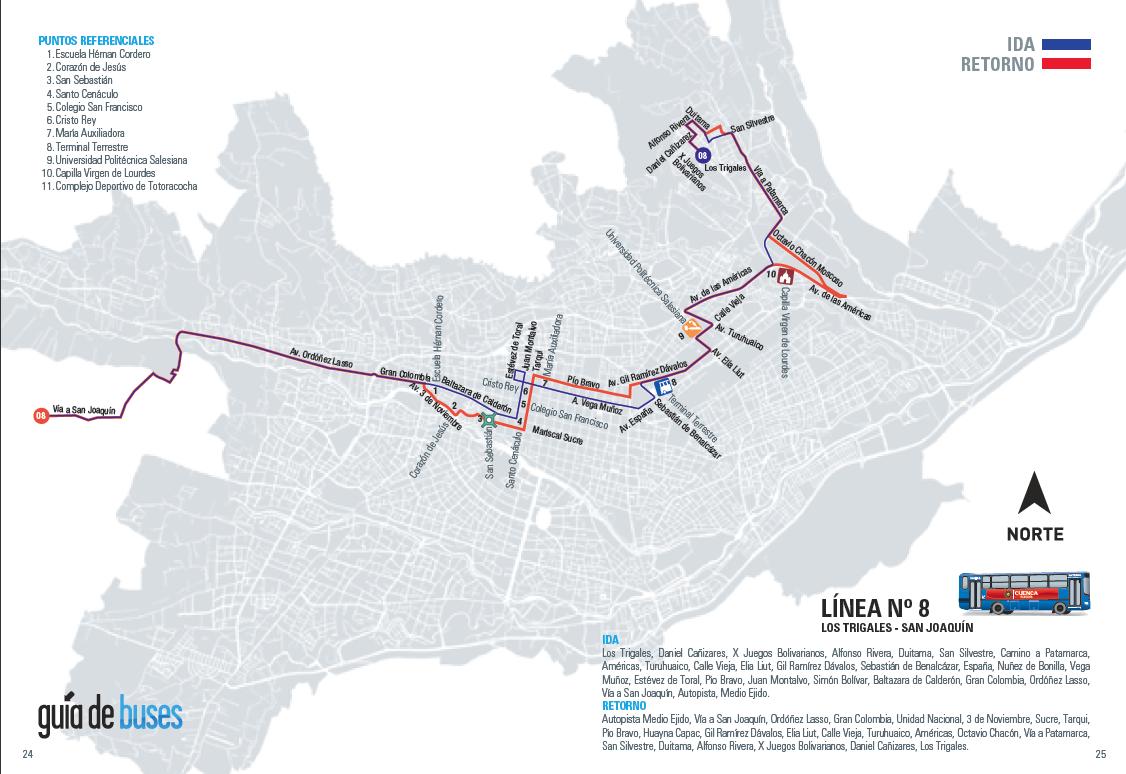 PUNTOS REFERENCIALES
1. Escuela Hérnan Cordero
2. Corazón de Jesús
3. San Sebastián
4. Santo Cenáculo
5. Colegio San Francisco
6. Cristo Rey
7. María Auxiliadora
8. Terminal Terrestre
9. Universidad Politécnica Salesiana
10. Capilla Virgen de Lourdes
11. Complejo Deportivo de Totoracocha
IDA
RETORNO
Duitama
San Silvestre
Alfonso Rivera
Daniel Cañizarez
X Juegos
Bolivarianos
08
Los Trigales
Vía a Patamarca
Octavio Chacón Moscoso
10
Av. de las Américas
Capilla Virgen de Lourdes
Universidad Politécnica Salesiana
Av. de las Américas
Calle Vieja
9
Av. Turuhuaico
Av. Elia Liut
Escuela Hérnan Cordero
Estévez de Toral
Juan Montalvo
Tarqui
María Auxiliadora
Av. Ordóñez Lasso
Gran Colombia
Baltazara de Calderón
Cristo Rey
6
7
Pío Bravo
Av. Gil Ramírez Dávalos
8
Terminal Terrestre
Sebastián de Benalcázar
A. Vega Muñoz
Av. España
1
2
3
4
5
Colegio San Francisco
Av. 3 de Noviembre
Mariscal Sucre
Corazón de Jesús
San Sebastián
Santo Cenáculo
08
Vía a San Joaquín
NORTE
CUENCA
LÍNEA Nº 8
LOS TRIGALES - SAN JOAQUÍN
IDA
Los Trigales, Daniel Cañizares, X Juegos Bolivarianos, Alfonso Rivera, Duitama, San Silvestre, Camino a Patamarca,
Américas, Turuhuaico, Calle Vieja, Elia Liut, Gil Ramírez Dávalos, Sebastián de Benalcázar, España, Nuñez de Bonilla, Vega
Muñoz, Estévez de Toral, Pio Bravo, Juan Montalvo, Simón Bolívar, Baltazara de Calderón, Gran Colombia, Ordóñez Lasso,
Vía a San Joaquín, Autopista, Medio Ejido.
RETORNO
Autopista Medio Ejido, Vía a San Joaquín, Ordóñez Lasso, Gran Colombia, Unidad Nacional, 3 de Noviembre, Sucre, Tarqui,
Pío Bravo, Huayna Capac, Gil Ramírez Dávalos, Elia Liut, Calle Vieja, Turuhuaico, Américas, Octavio Chacón, Vía a Patamarca,
San Silvestre, Duitama, Alfonso Rivera, X Juegos Bolivarianos, Daniel Cañizares, Los Trigales.
guía de buses
24
25